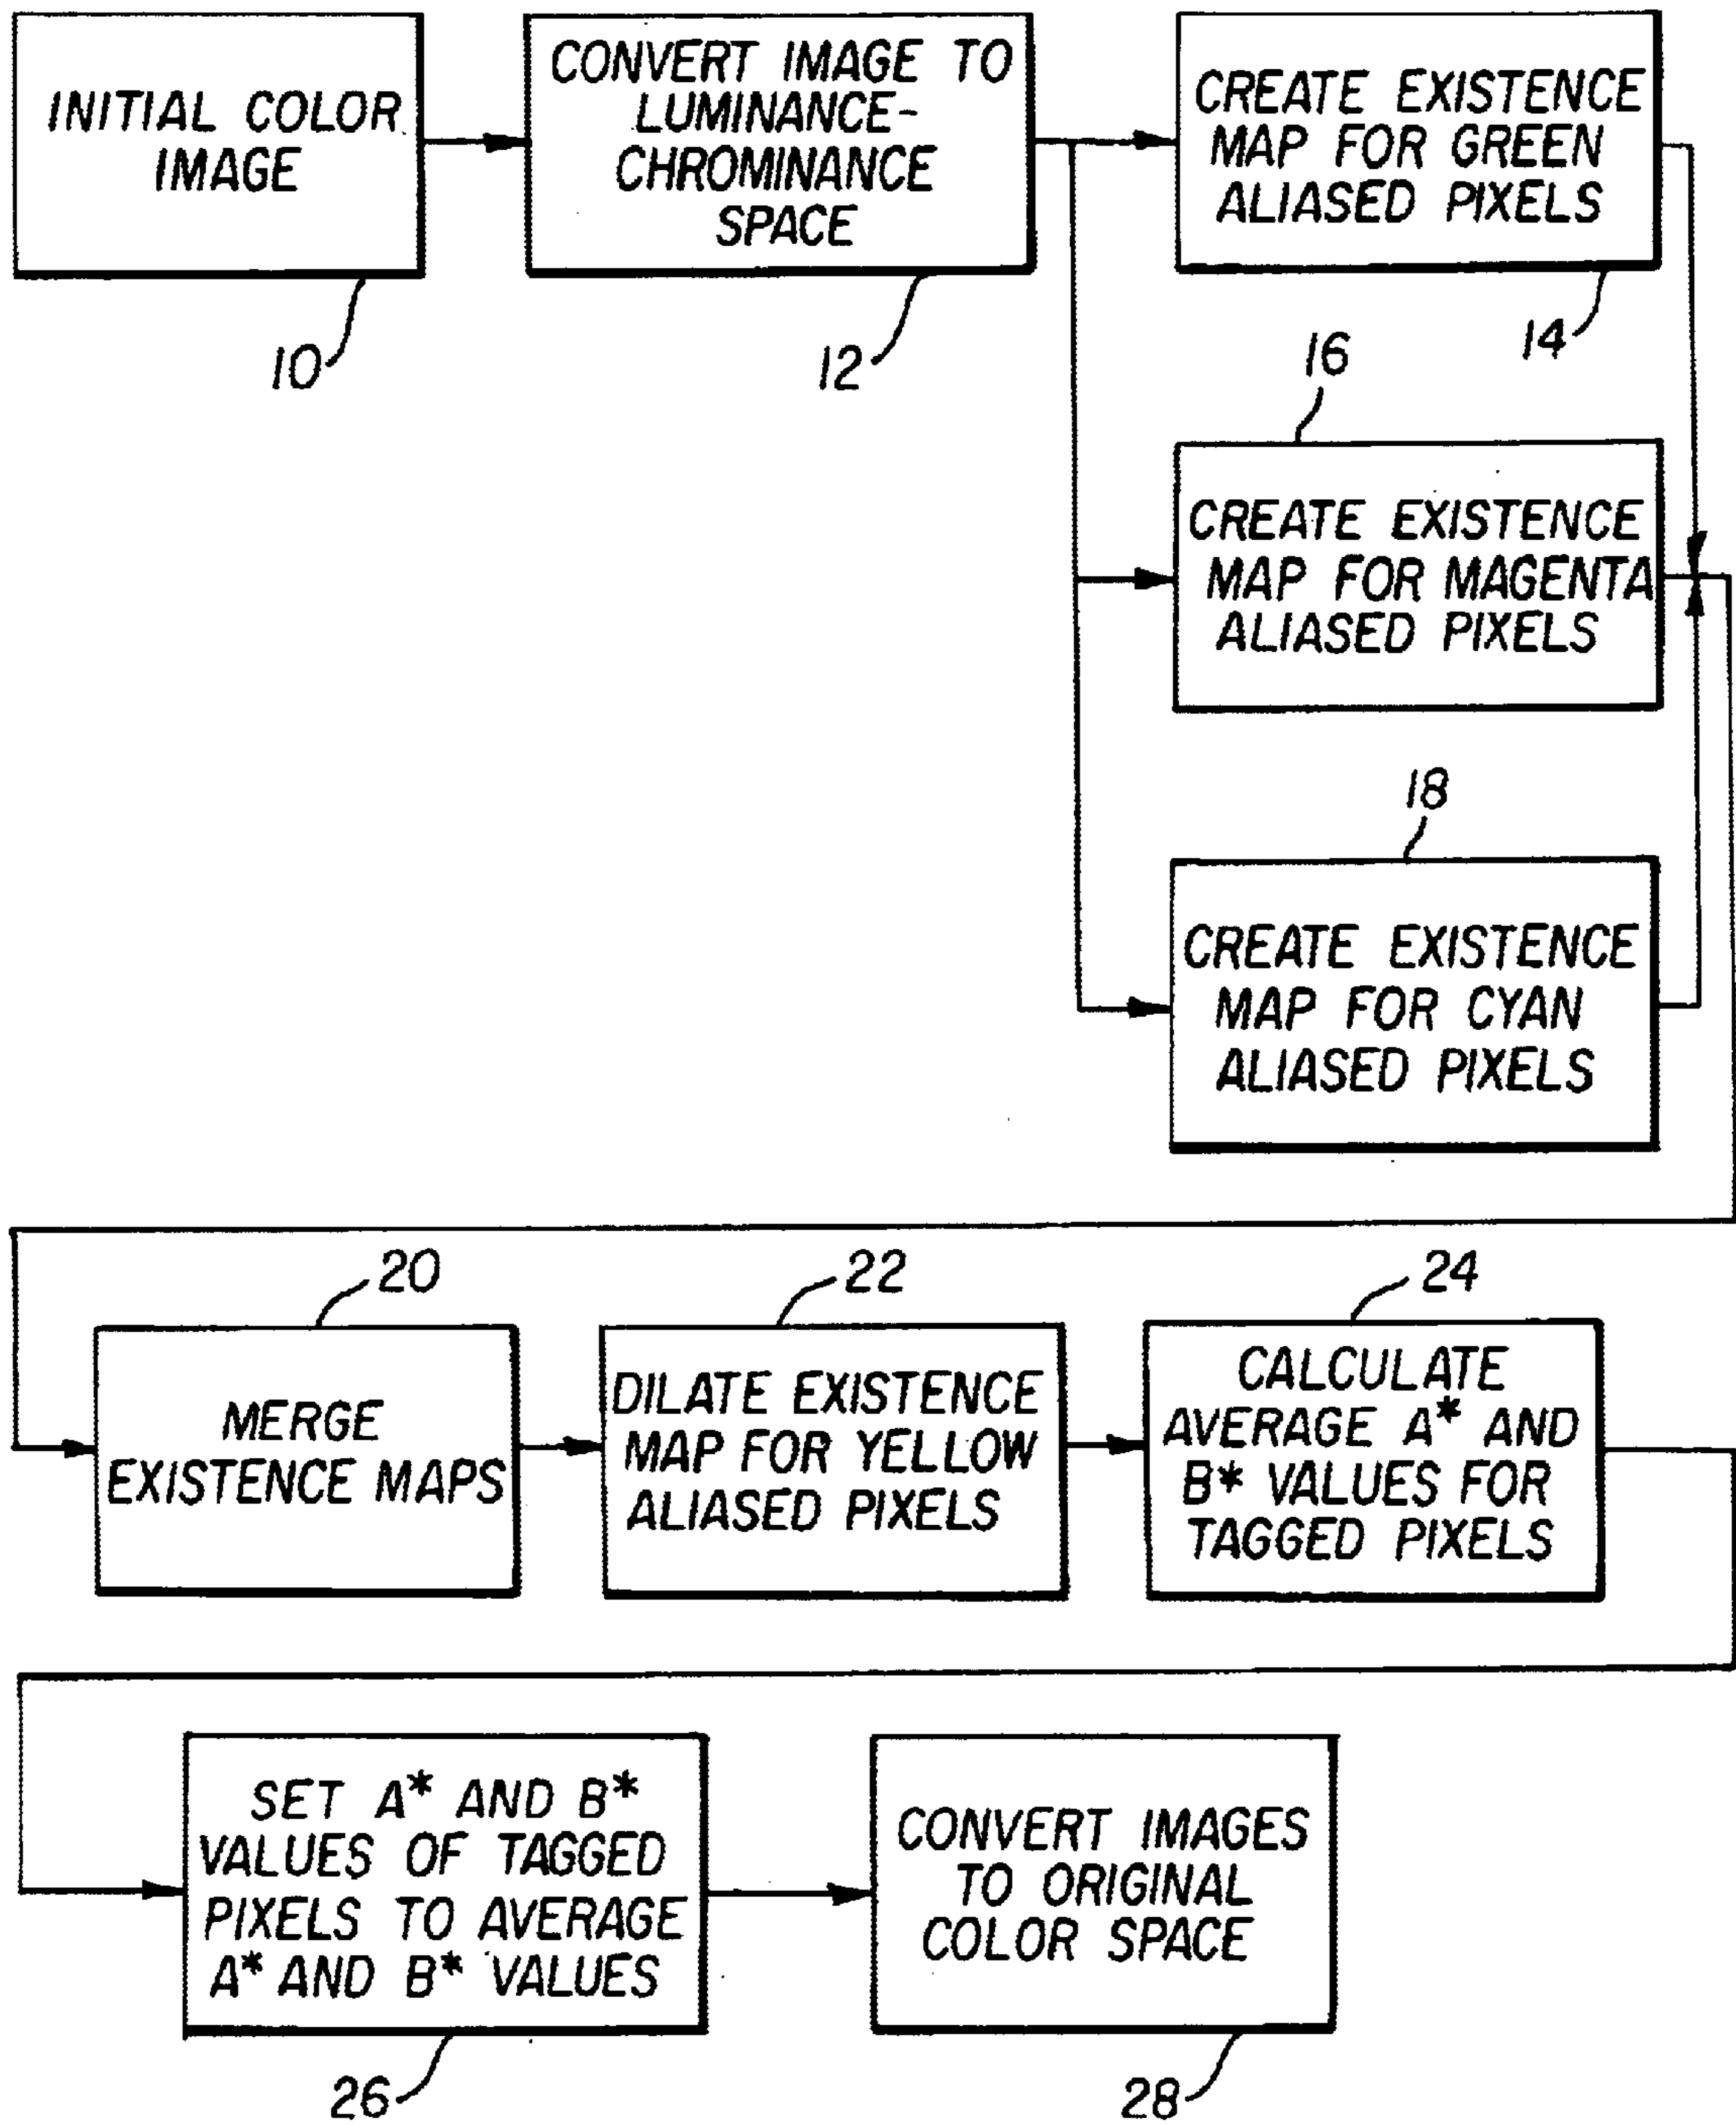 INITIAL COLOR
IMAGE
10
CONVERT IMAGE TO
LUMINANCE-
CHROMINANCE
SPACE
12
CREATE EXISTENCE
MAP FOR GREEN
ALIASED PIXELS
14
16
CREATE EXISTENCE
MAP FOR MAGENTA
ALIASED PIXELS
18
CREATE EXISTENCE
MAP FOR CYAN
ALIASED PIXELS
20
MERGE
EXISTENCE MAPS
22
DILATE EXISTENCE
MAP FOR YELLOW
ALIASED PIXELS
24
CALCULATE
AVERAGE A* AND
B* VALUES FOR
TAGGED PIXELS
SET A* AND B*
VALUES OF TAGGED
PIXELS TO AVERAGE
A* AND B* VALUES
26
CONVERT IMAGES
TO ORIGINAL
COLOR SPACE
28